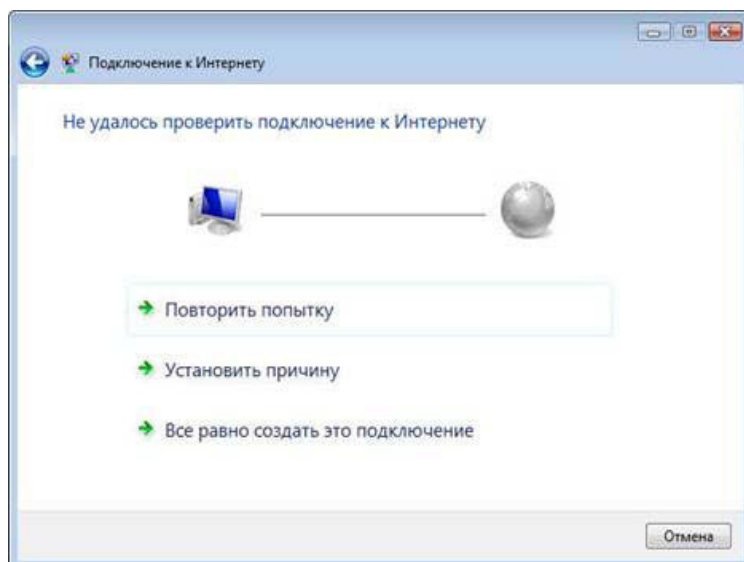 Подключение к Интернету
Не удалось проверить подключение к Интернету
Повторить попытку
Установить причину
Все равно создать это подключение
Отмена